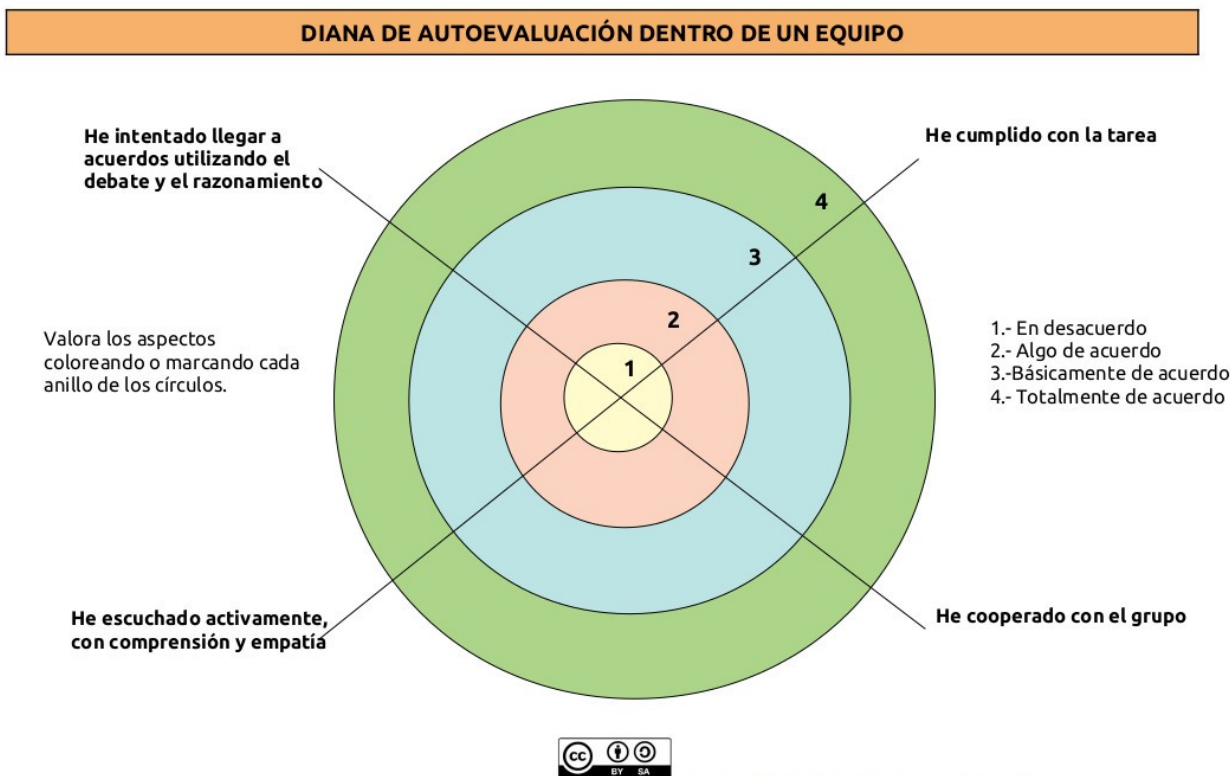 DIANA DE AUTOEVALUACIÓN DENTRO DE UN EQUIPO
He intentado llegar a
acuerdos utilizando el
debate y el razonamiento
He cumplido con la tarea
4
3
2
1
Valora los aspectos
coloreando o marcando cada
anillo de los círculos.
1.- En desacuerdo
2.- Algo de acuerdo
3.-Básicamente de acuerdo
4.- Totalmente de acuerdo
He escuchado activamente,
con comprensión y empatía
He cooperado con el grupo
cc
BY SA